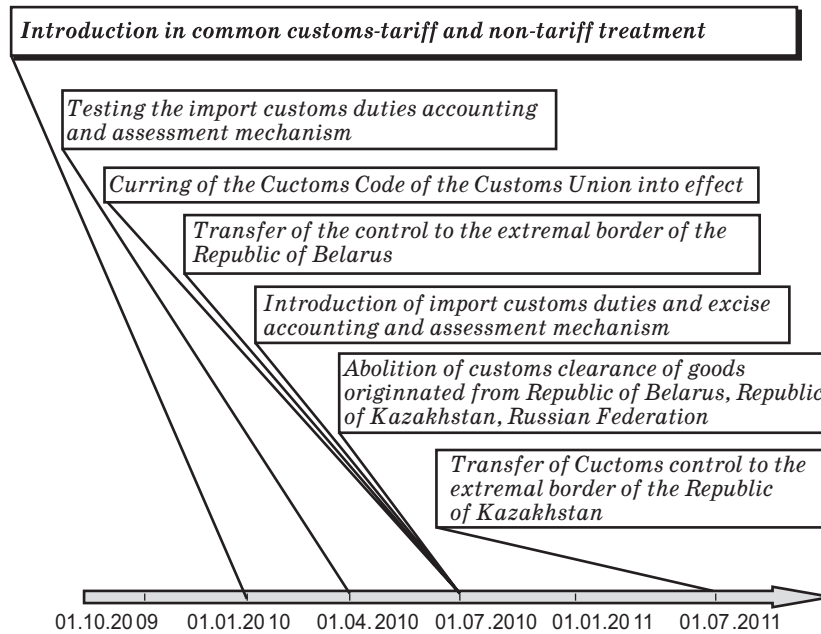 Introduction in common customs-tariff and non-tariff treatment
Testing the import customs duties accounting
and assessment mechanism
Curring of the Cuctoms Code of the Customs Union into effect
Transfer of the control to the extremal border of the
Republic of Belarus
Introduction of import customs duties and excise
accounting and assessment mechanism
Abolition of customs clearance of goods
originnated from Republic of Belarus, Republic
of Kazakhstan, Russian Federation
Transfer of Cuctoms control to the
extremal border of the Republic
of Kazakhstan
01.10.2009 01.01.2010 01.04.2010 01.07.2010 01.01.2011 01.07.2011